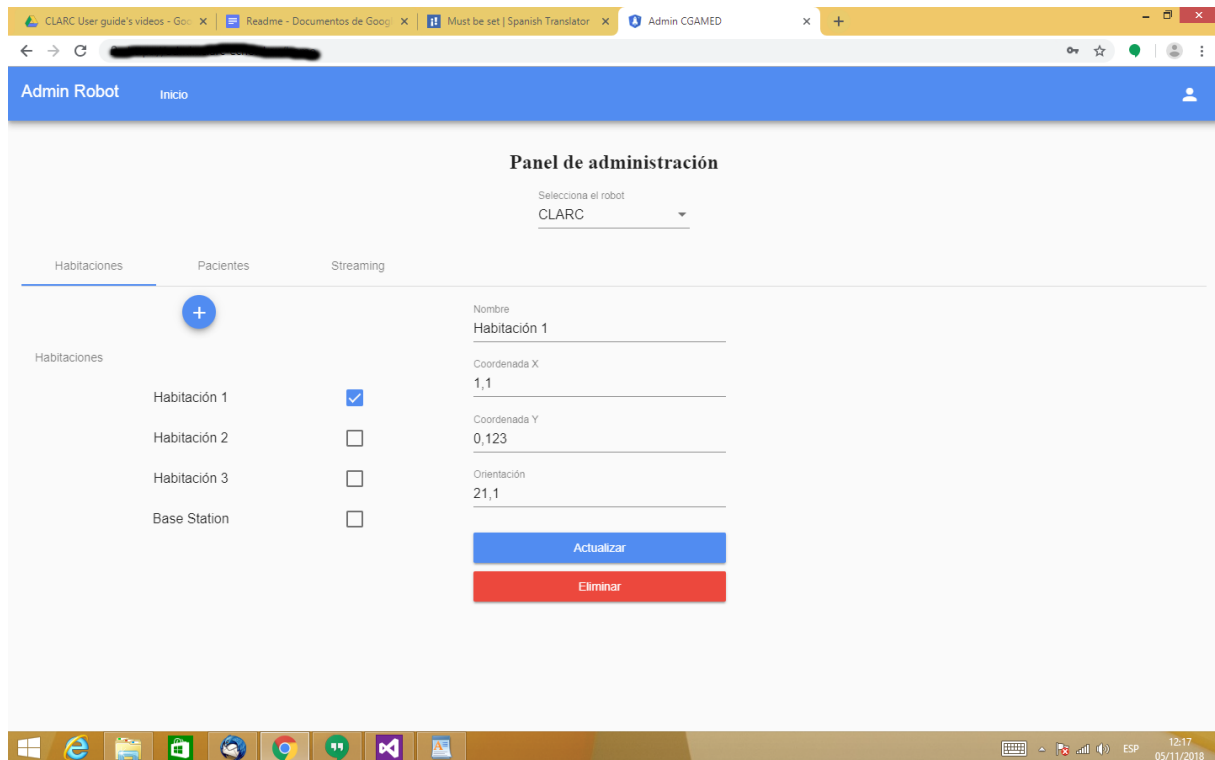 CLARC User guide's videos - Goo
Readme - Documentos de Googl
Must be set | Spanish Translator
Admin CGAMED
Admin Robot
Inicio
Panel de administración
Selecciona el robot
CLARC
Habitaciones
Pacientes
Streaming
Habitaciones
Habitación 1
Habitación 2
Habitación 3
Base Station
Nombre
Habitación 1
Coordenada X
1,1
Coordenada Y
0,123
Orientación
21,1
Actualizar
Eliminar
ESP
12:17
05/11/2018